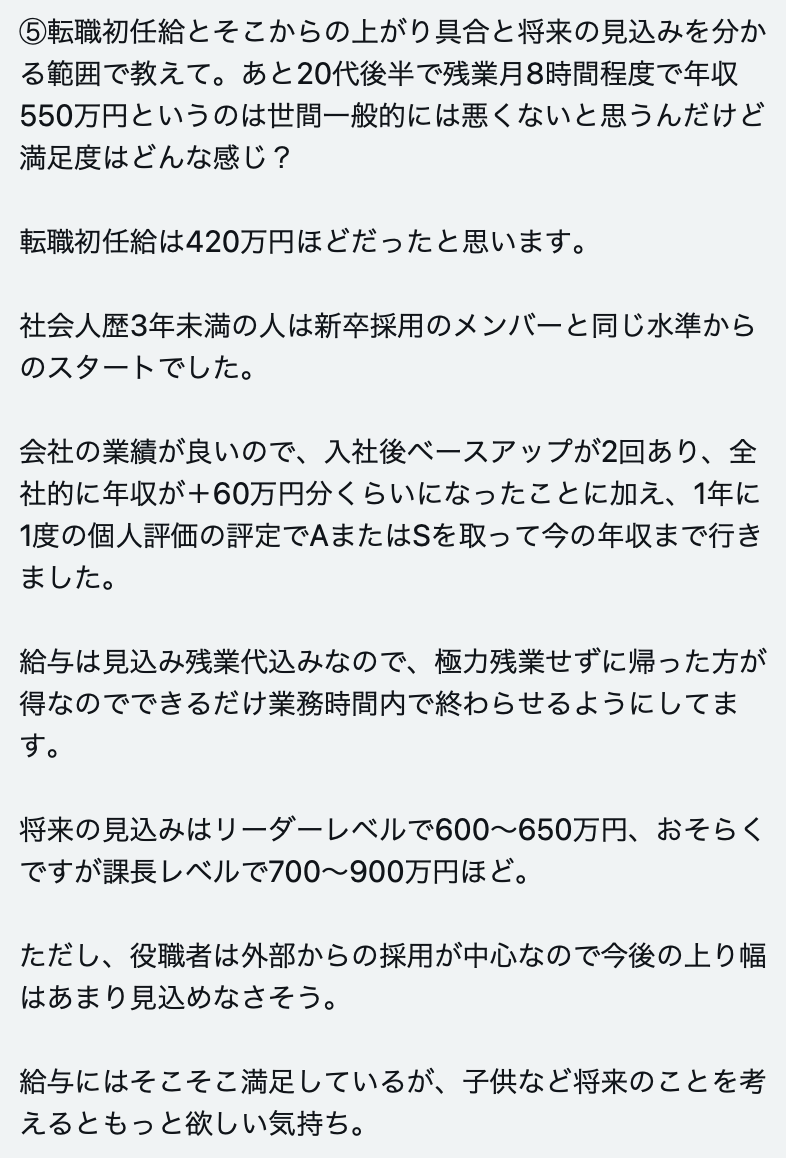 ⑤転職初任給とそこからの上がり具合と将来の見込みを分か
る範囲で教えて。あと20代後半で残業月8時間程度で年収
550万円というのは世間一般的には悪くないと思うんだけど
満足度はどんな感じ？
転職初任給は420万円ほどだったと思います。
社会人歴3年未満の人は新卒採用のメンバーと同じ水準から
のスタートでした。
会社の業績が良いので、入社後ベースアップが2回あり、全
社的に年収が＋60万円分くらいになったことに加え、1年に
1度の個人評価の評定でAまたはSを取って今の年収まで行き
ました。
給与は見込み残業代込みなので、極力残業せずに帰った方が
得なのでできるだけ業務時間内で終わらせるようにしてま
す。
将来の見込みはリーダーレベルで600〜650万円、おそらく
ですが課長レベルで700〜900万円ほど。
ただし、役職者は外部からの採用が中心なので今後の上り幅
はあまり見込めなさそう。
給与にはそこそこ満足しているが、子供など将来のことを考
えるともっと欲しい気持ち。